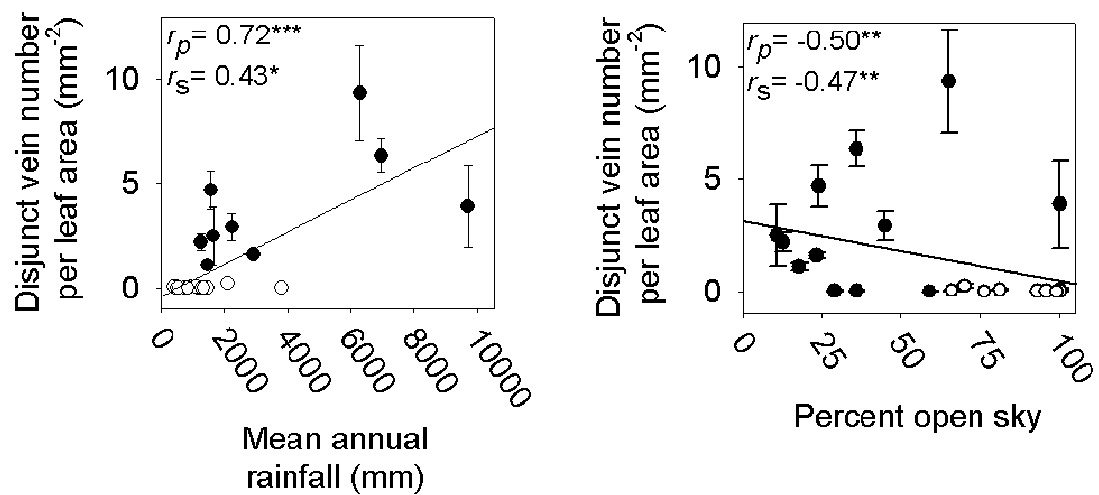 Disjunct vein number
per leaf area (mm-2)
rp= 0.72***
rs= 0.43*
10
5
0
0
2000
4000
6000
8000
10000
Mean annual
rainfall (mm)
Disjunct vein number
per leaf area (mm-2)
rp= -0.50**
rs= -0.47**
10
5
0
0
25
50
75
100
Percent open sky